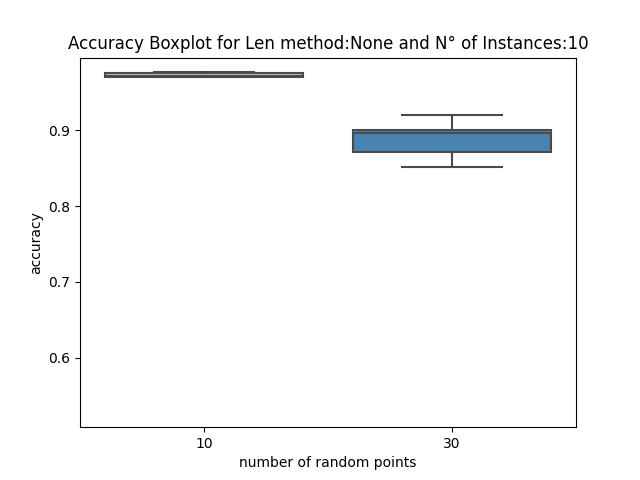 Accuracy Boxplot for Len method:None and N° of Instances:10
accuracy
0.9
0.8
0.7
0.6
10
30
number of random points